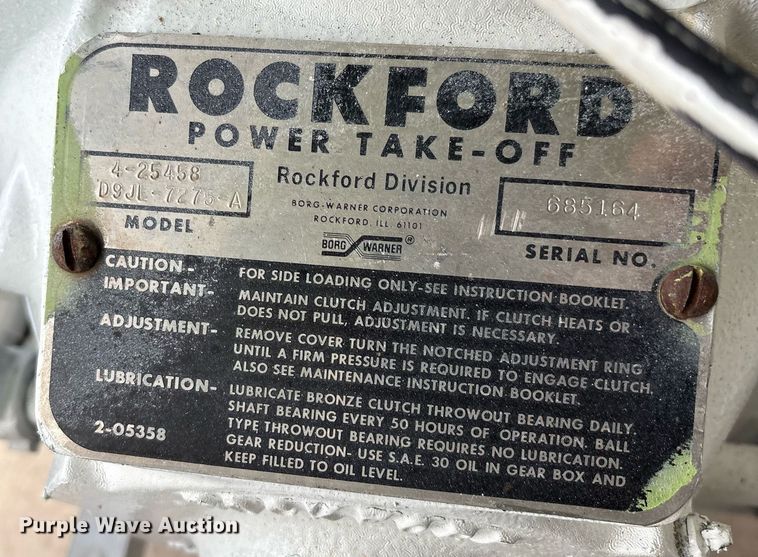 ROCKFORD
POWER TAKE-OFF
4-25458
D9JL-7275-A
MODEL
Rockford Division
BORG-WARNER CORPORATION
ROCKFORD, ILL. 61101
BORG WARNER ®
685164
SERIAL NO.
CAUTION- FOR SIDE LOADING ONLY-SEE INSTRUCTION BOOKLET.
IMPORTANT- MAINTAIN CLUTCH ADJUSTMENT. IF CLUTCH HEATS OR
DOES NOT PULL, ADJUSTMENT IS NECESSARY.
ADJUSTMENT- REMOVE COVER TURN THE NOTCHED ADJUSTMENT RING
UNTIL A FIRM PRESSURE IS REQUIRED TO ENGAGE CLUTCH.
ALSO SEE MAINTENANCE INSTRUCTION BOOKLET.
LUBRICATION- LUBRICATE BRONZE CLUTCH THROWOUT BEARING DAILY.
SHAFT BEARING EVERY 50 HOURS OF OPERATION. BALL
TYPE THROWOUT BEARING REQUIRES NO LUBRICATION.
GEAR REDUCTION- USE S.A.E. 30 OIL IN GEAR BOX AND
KEEP FILLED TO OIL LEVEL.
2-05358
Purple Wave Auction